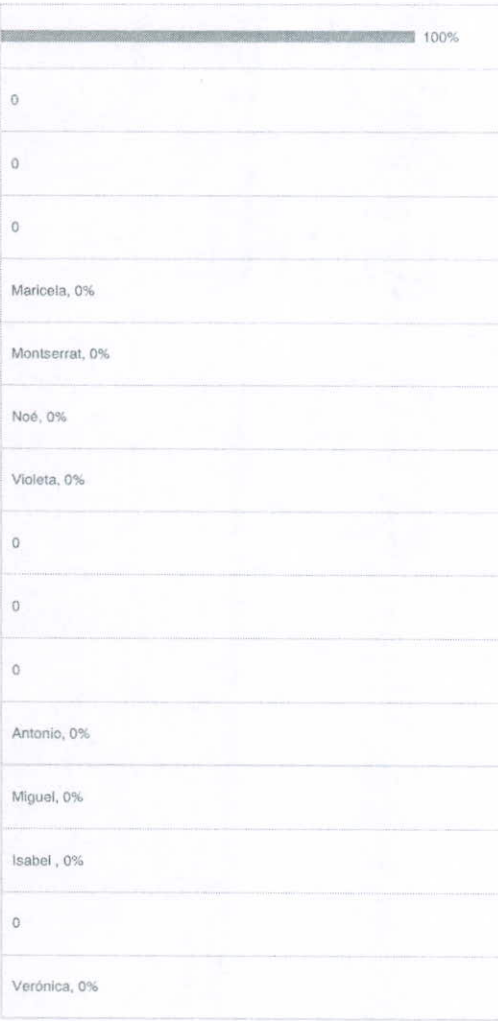 100%
0
0
0
Maricela, 0%
Montserrat, 0%
Noé, 0%
Violeta, 0%
0
0
0
Antonio, 0%
Miguel, 0%
Isabel , 0%
0
Verónica, 0%